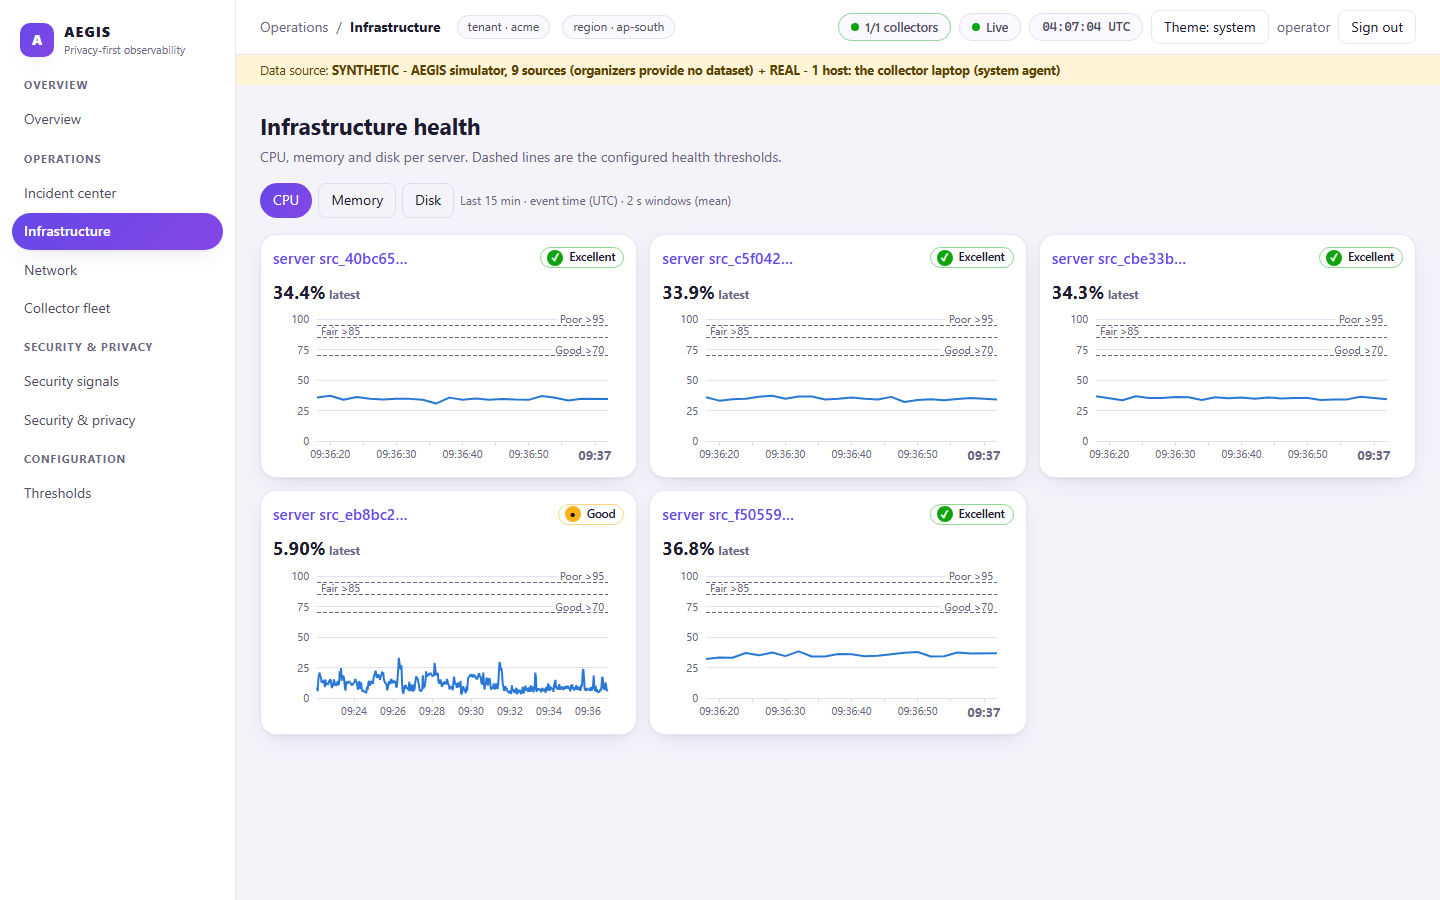 A
AEGIS
Privacy-first observability
OVERVIEW
Overview
OPERATIONS
Incident center
Infrastructure
Network
Collector fleet
SECURITY & PRIVACY
Security signals
Security & privacy
CONFIGURATION
Thresholds
Operations / Infrastructure
tenant · acme
region · ap-south
1/1 collectors
Live
04:07:04 UTC
Theme: system
operator
Sign out
Data source: SYNTHETIC - AEGIS simulator, 9 sources (organizers provide no dataset) + REAL - 1 host: the collector laptop (system agent)
Infrastructure health
CPU, memory and disk per server. Dashed lines are the configured health thresholds.
CPU
Memory
Disk
Last 15 min · event time (UTC) · 2 s windows (mean)
server src_40bc65...
Excellent
34.4% latest
100
Poor >95
Fair >85
75
Good >70
50
25
0
09:36:20 09:36:30 09:36:40 09:36:50 09:37
server src_c5f042...
Excellent
33.9% latest
100
Poor >95
Fair >85
75
Good >70
50
25
0
09:36:20 09:36:30 09:36:40 09:36:50 09:37
server src_cbe33b...
Excellent
34.3% latest
100
Poor >95
Fair >85
75
Good >70
50
25
0
09:36:20 09:36:30 09:36:40 09:36:50 09:37
server src_eb8bc2...
Good
5.90% latest
100
Poor >95
Fair >85
75
Good >70
50
25
0
09:24 09:26 09:28 09:30 09:32 09:34 09:36
server src_f50559...
Excellent
36.8% latest
100
Poor >95
Fair >85
75
Good >70
50
25
0
09:36:20 09:36:30 09:36:40 09:36:50 09:37